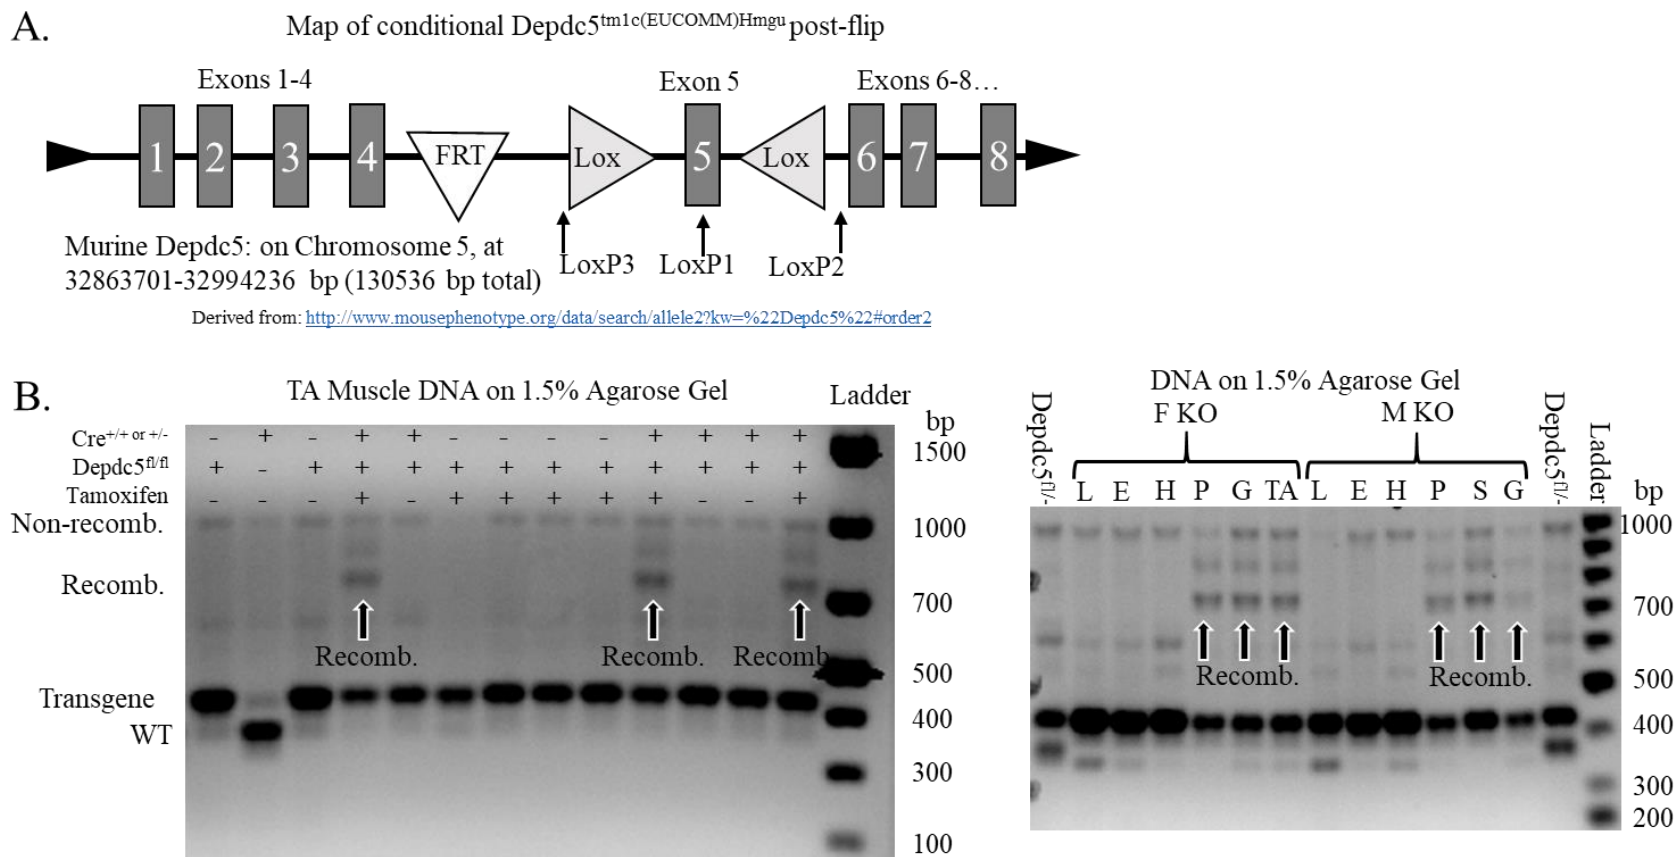 A.
Map of conditional Depdc5tm1c(EUCOMM)Hmgu post-flip
Exons 1-4
Exon 5
Exons 6-8…
1 2 3 4 FRT Lox 5 Lox 6 7 8
LoxP3 LoxP1 LoxP2
Murine Depdc5: on Chromosome 5, at
32863701-32994236 bp (130536 bp total)
Derived from: http://www.mousephenotype.org/data/search/allele2?kw=%22Depdc5%22#order2
B.
TA Muscle DNA on 1.5% Agarose Gel
Ladder
bp
Cre+/+ or +/- - + - + + - - - - + + + +
Depdc5fl/fl + - + + + + + + + + + + +
Tamoxifen - - - + - + + + + + - - +
Non-recomb.
Recomb.
Recomb. Recomb. Recomb.
Transgene
WT
1500
1000
700
500
400
300
100
DNA on 1.5% Agarose Gel
F KO M KO
Depdc5fl/-
L E H P G TA L E H P S G
Depdc5fl/-
Ladder
bp
Recomb. Recomb.
1000
700
500
400
300
200